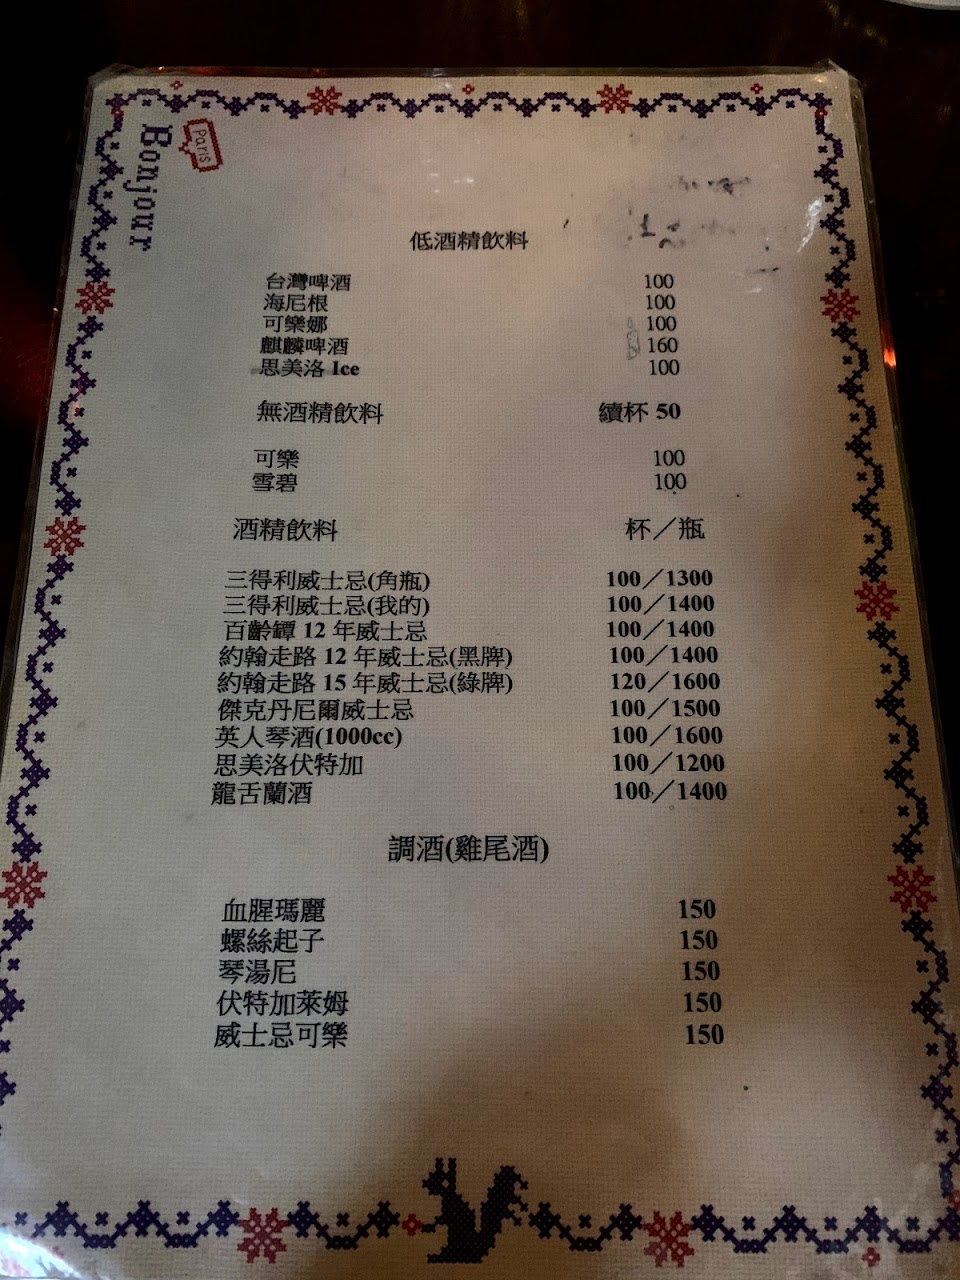 Paris
Bonjour
低酒精飲料
台灣啤酒 100
海尼根 100
可樂娜 100
麒麟啤酒 160
思美洛 Ice 100
無酒精飲料 續杯 50
可樂 100
雪碧 100
酒精飲料 杯／瓶
三得利威士忌(角瓶) 100／1300
三得利威士忌(我的) 100／1400
百齡罈 12 年威士忌 100／1400
約翰走路 12 年威士忌(黑牌) 100／1400
約翰走路 15 年威士忌(綠牌) 120／1600
傑克丹尼爾威士忌 100／1500
英人琴酒(1000cc) 100／1600
思美洛伏特加 100／1200
龍舌蘭酒 100／1400
調酒(雞尾酒)
血腥瑪麗 150
螺絲起子 150
琴湯尼 150
伏特加萊姆 150
威士忌可樂 150